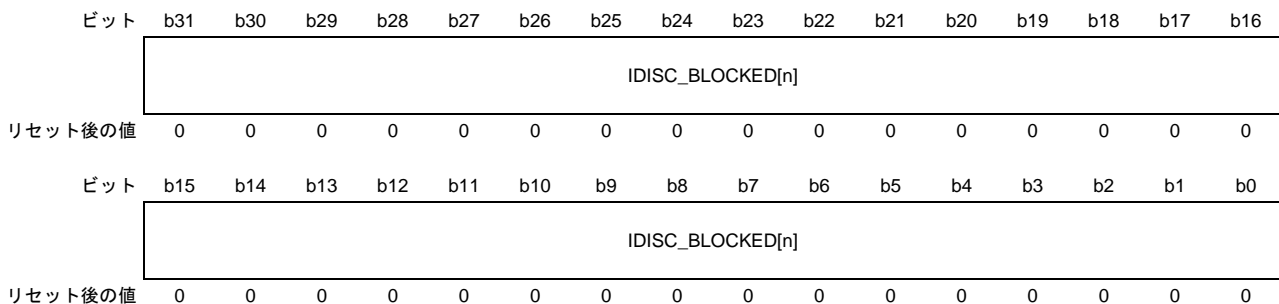 ビット b31 b30 b29 b28 b27 b26 b25 b24 b23 b22 b21 b20 b19 b18 b17 b16
IDISC_BLOCKED[n]
リセット後の値 0 0 0 0 0 0 0 0 0 0 0 0 0 0 0 0
ビット b15 b14 b13 b12 b11 b10 b9 b8 b7 b6 b5 b4 b3 b2 b1 b0
IDISC_BLOCKED[n]
リセット後の値 0 0 0 0 0 0 0 0 0 0 0 0 0 0 0 0